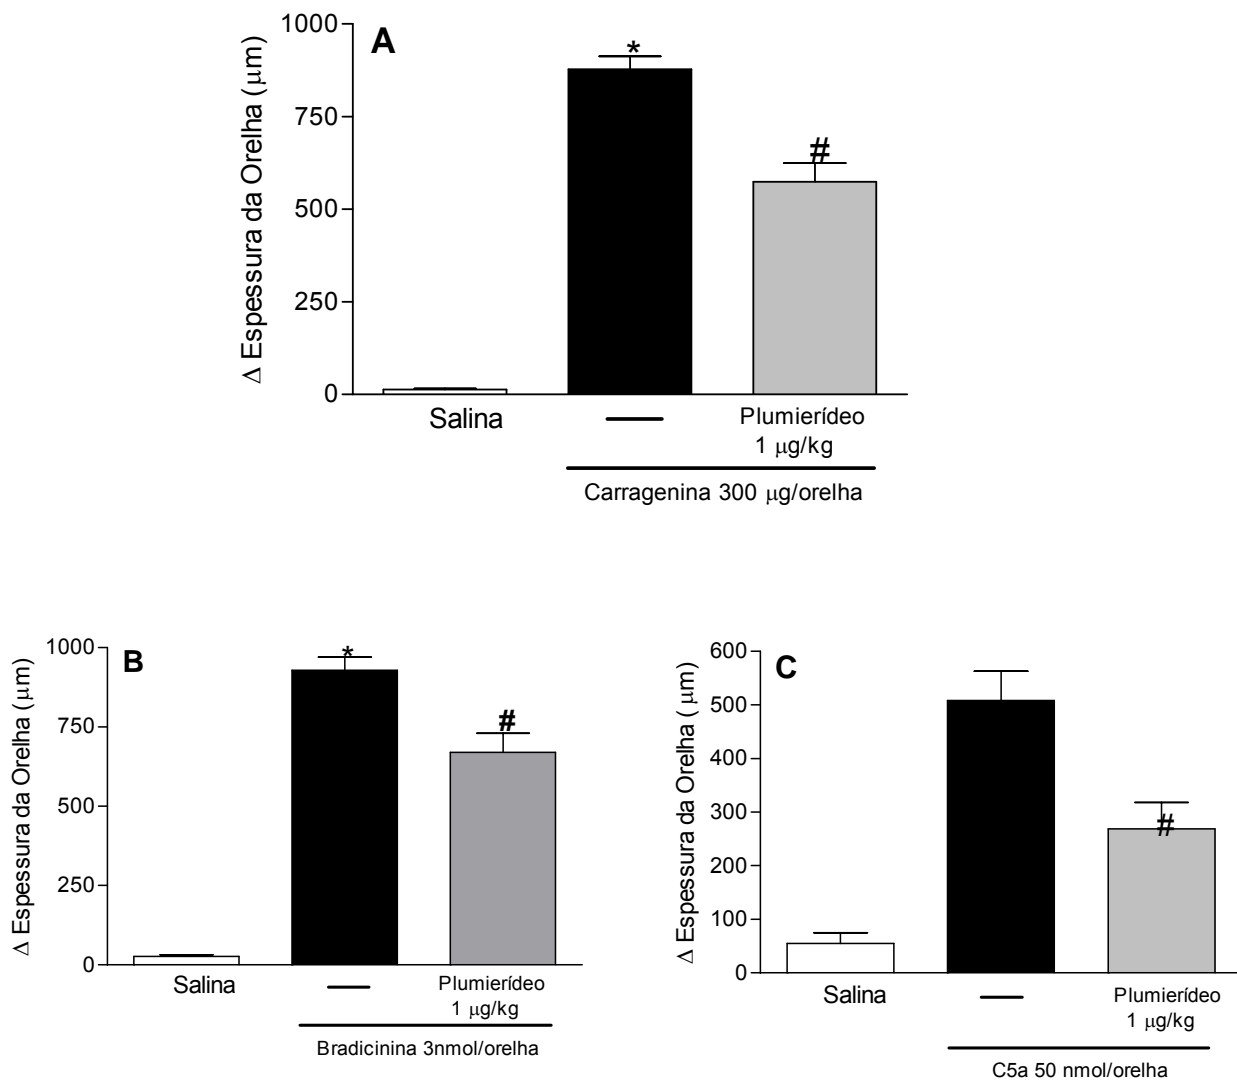 A
Δ Espessura da Orelha (μm)
1000
750
500
250
0
*
#
Salina
Plumierídeo
1 μg/kg
Carragenina 300 μg/orelha
B
Δ Espessura da Orelha (μm)
1000
750
500
250
0
*
#
Salina
Plumierídeo
1 μg/kg
Bradicinina 3nmol/orelha
C
Δ Espessura da Orelha ( μm)
600
500
400
300
200
100
0
#
Salina
Plumierídeo
1 μg/kg
C5a 50 nmol/orelha